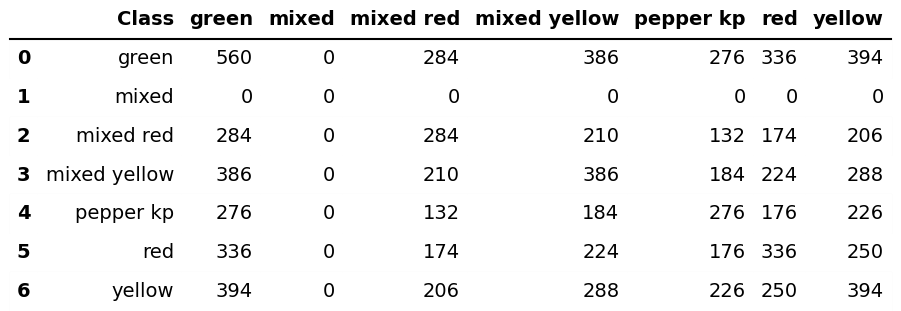 Class green mixed mixed red mixed yellow pepper kp red yellow
0 green 560 0 284 386 276 336 394
1 mixed 0 0 0 0 0 0 0
2 mixed red 284 0 284 210 132 174 206
3 mixed yellow 386 0 210 386 184 224 288
4 pepper kp 276 0 132 184 276 176 226
5 red 336 0 174 224 176 336 250
6 yellow 394 0 206 288 226 250 394